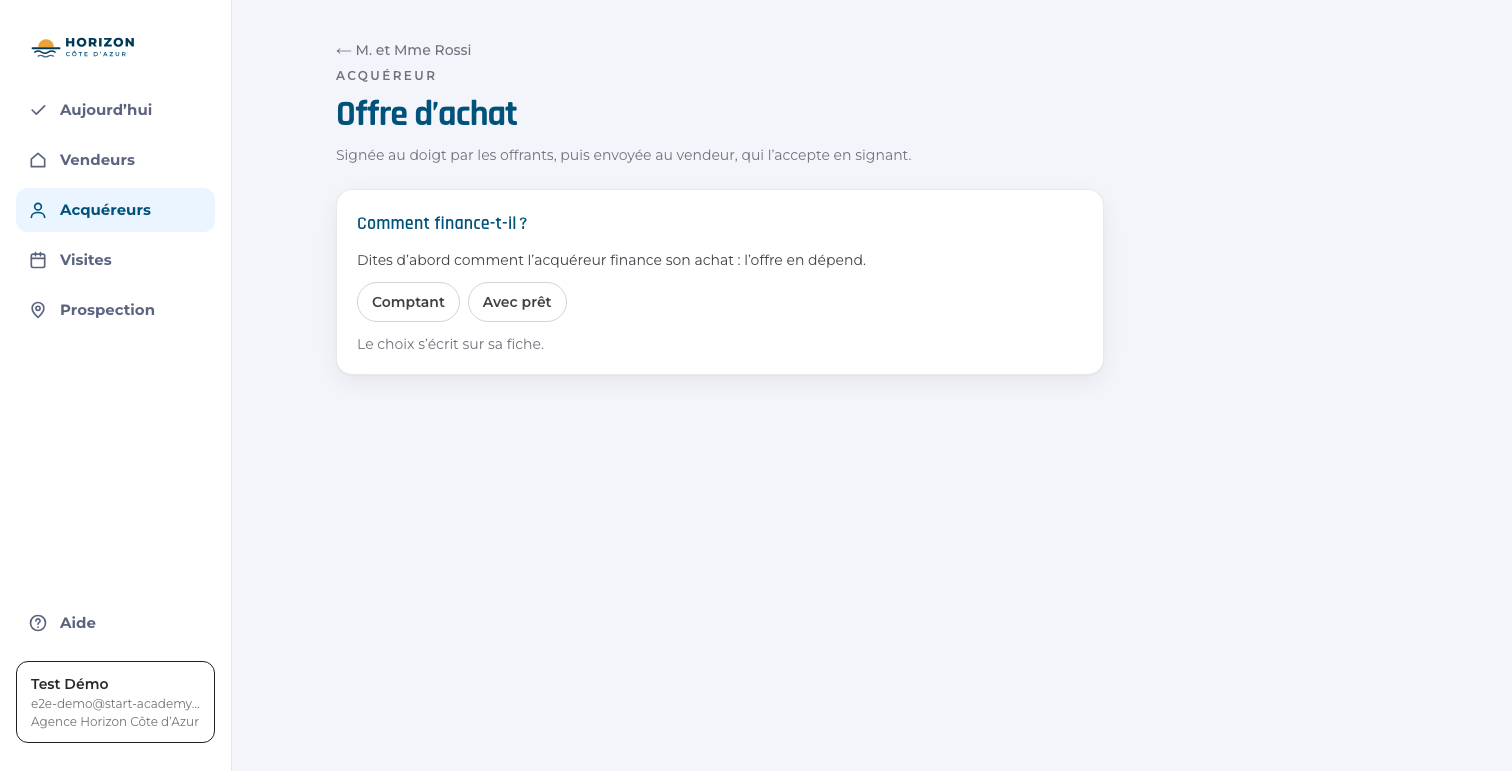 HORIZON
CÔTE D'AZUR
Aujourd’hui
Vendeurs
Acquéreurs
Visites
Prospection
Aide
Test Démo
e2e-demo@start-academy...
Agence Horizon Côte d’Azur
← M. et Mme Rossi
ACQUÉREUR
Offre d’achat
Signée au doigt par les offrants, puis envoyée au vendeur, qui l’accepte en signant.
Comment finance-t-il ?
Dites d’abord comment l’acquéreur finance son achat : l’offre en dépend.
Comptant
Avec prêt
Le choix s’écrit sur sa fiche.